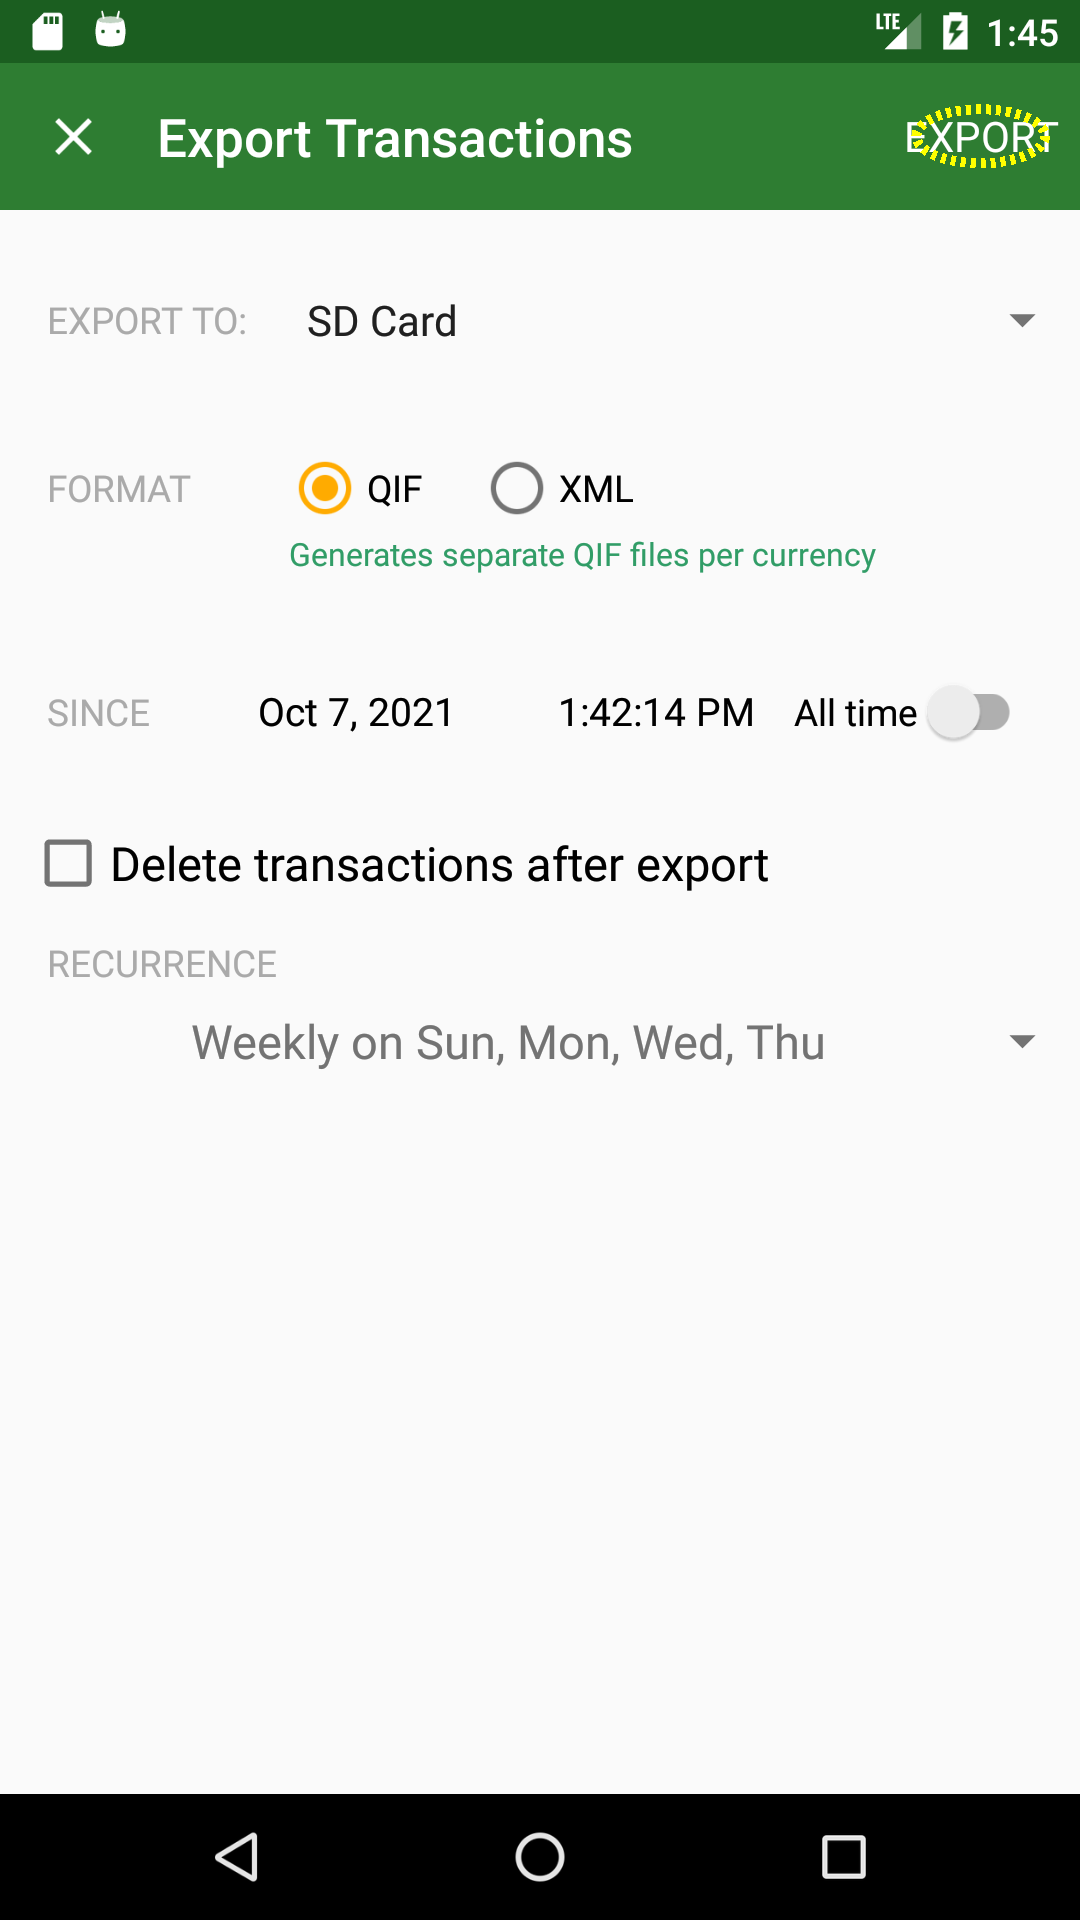 LTE 1:45
Export Transactions EXPORT
EXPORT TO: SD Card
FORMAT QIF XML
Generates separate QIF files per currency
SINCE Oct 7, 2021 1:42:14 PM All time
Delete transactions after export
RECURRENCE
Weekly on Sun, Mon, Wed, Thu